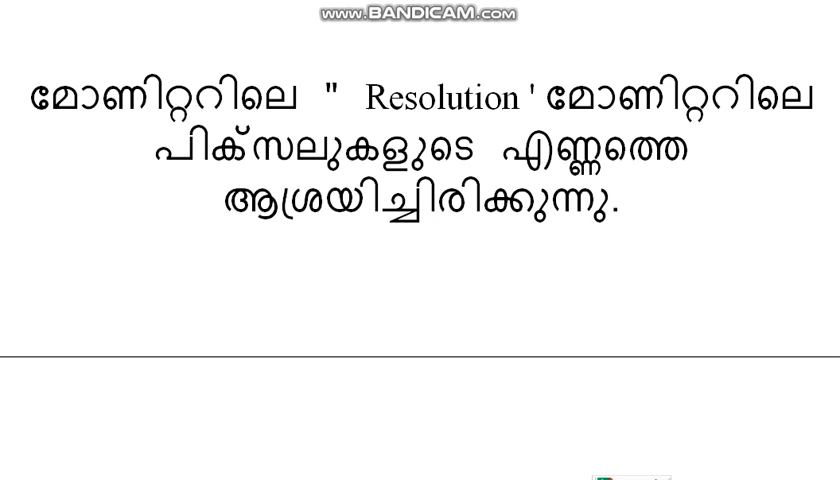 www.BANDICAM.com
മോണിറ്ററിലെ " Resolution ' മോണിറ്ററിലെ
പിക്സലുകളുടെ എണ്ണത്തെ
ആശ്രയിച്ചിരിക്കുന്നു.